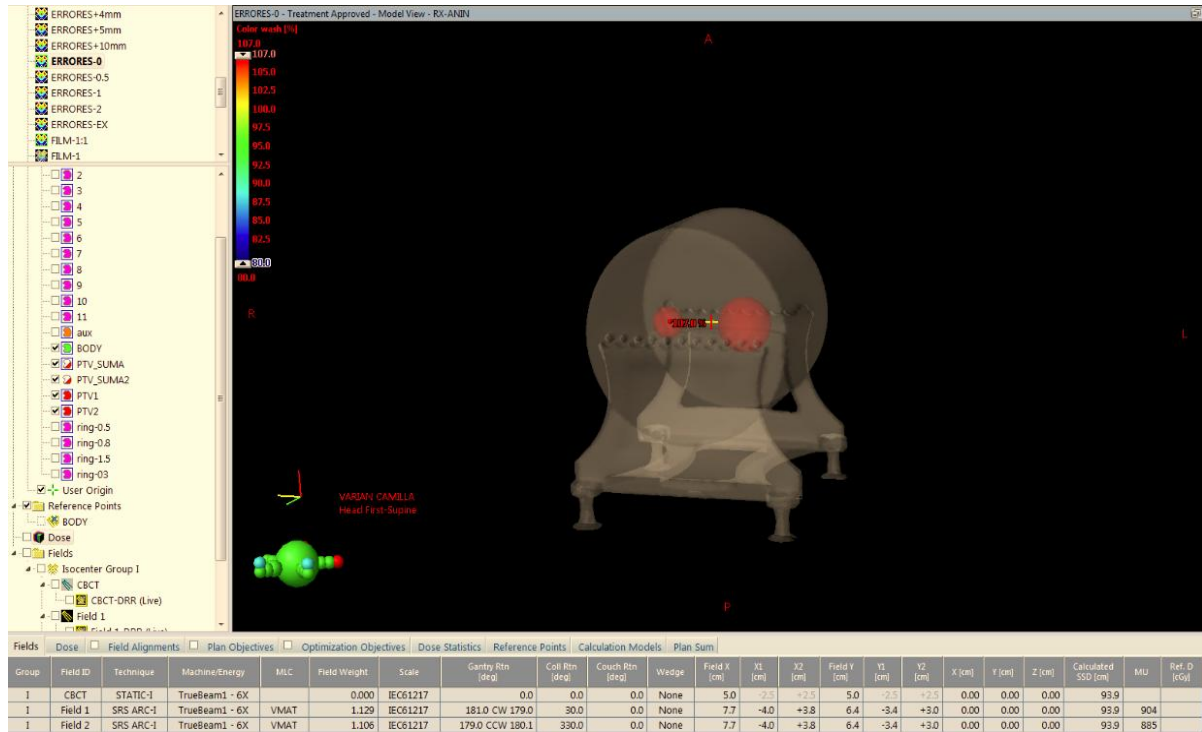 ERRORES+4mm
ERRORES+5mm
ERRORES+10mm
ERRORES-0
ERRORES-0.5
ERRORES-1
ERRORES-2
ERRORES-EX
FILM-1:1
FILM-1
2
3
4
5
6
7
8
9
10
11
aux
BODY
PTV_SUMA
PTV_SUMA2
PTV1
PTV2
ring-0.5
ring-0.8
ring-1.5
ring-03
User Origin
Reference Points
BODY
Dose
Fields
Isocenter Group I
CBCT
CBCT-DRR (Live)
Field 1
Field 1-DRR (Live)
ERRORES-0 - Treatment Approved - Model View - RX-ANIN
Color wash [%]
107.0
107.0
105.0
102.5
100.0
97.5
95.0
92.5
90.0
87.5
85.0
82.5
80.0
80.0
A
R
L
P
107.0 %
VARIAN CAMILLA
Head First-Supine
Fields Dose Field Alignments Plan Objectives Optimization Objectives Dose Statistics Reference Points Calculation Models Plan Sum
Group Field ID Technique Machine/Energy MLC Field Weight Scale Gantry Rtn [deg] Coll Rtn [deg] Couch Rtn [deg] Wedge Field X [cm] X1 [cm] X2 [cm] Field Y [cm] Y1 [cm] Y2 [cm] X [cm] Y [cm] Z [cm] Calculated SSD [cm] MU Ref. D [cGy]
I CBCT STATIC-I TrueBeam1 - 6X 0.000 IEC61217 0.0 0.0 0.0 None 5.0 -2.5 +2.5 5.0 -2.5 +2.5 0.00 0.00 0.00 93.9
I Field 1 SRS ARC-I TrueBeam1 - 6X VMAT 1.129 IEC61217 181.0 CW 179.0 30.0 0.0 None 7.7 -4.0 +3.8 6.4 -3.4 +3.0 0.00 0.00 0.00 93.9 904
I Field 2 SRS ARC-I TrueBeam1 - 6X VMAT 1.106 IEC61217 179.0 CCW 180.1 330.0 0.0 None 7.7 -4.0 +3.8 6.4 -3.4 +3.0 0.00 0.00 0.00 93.9 885